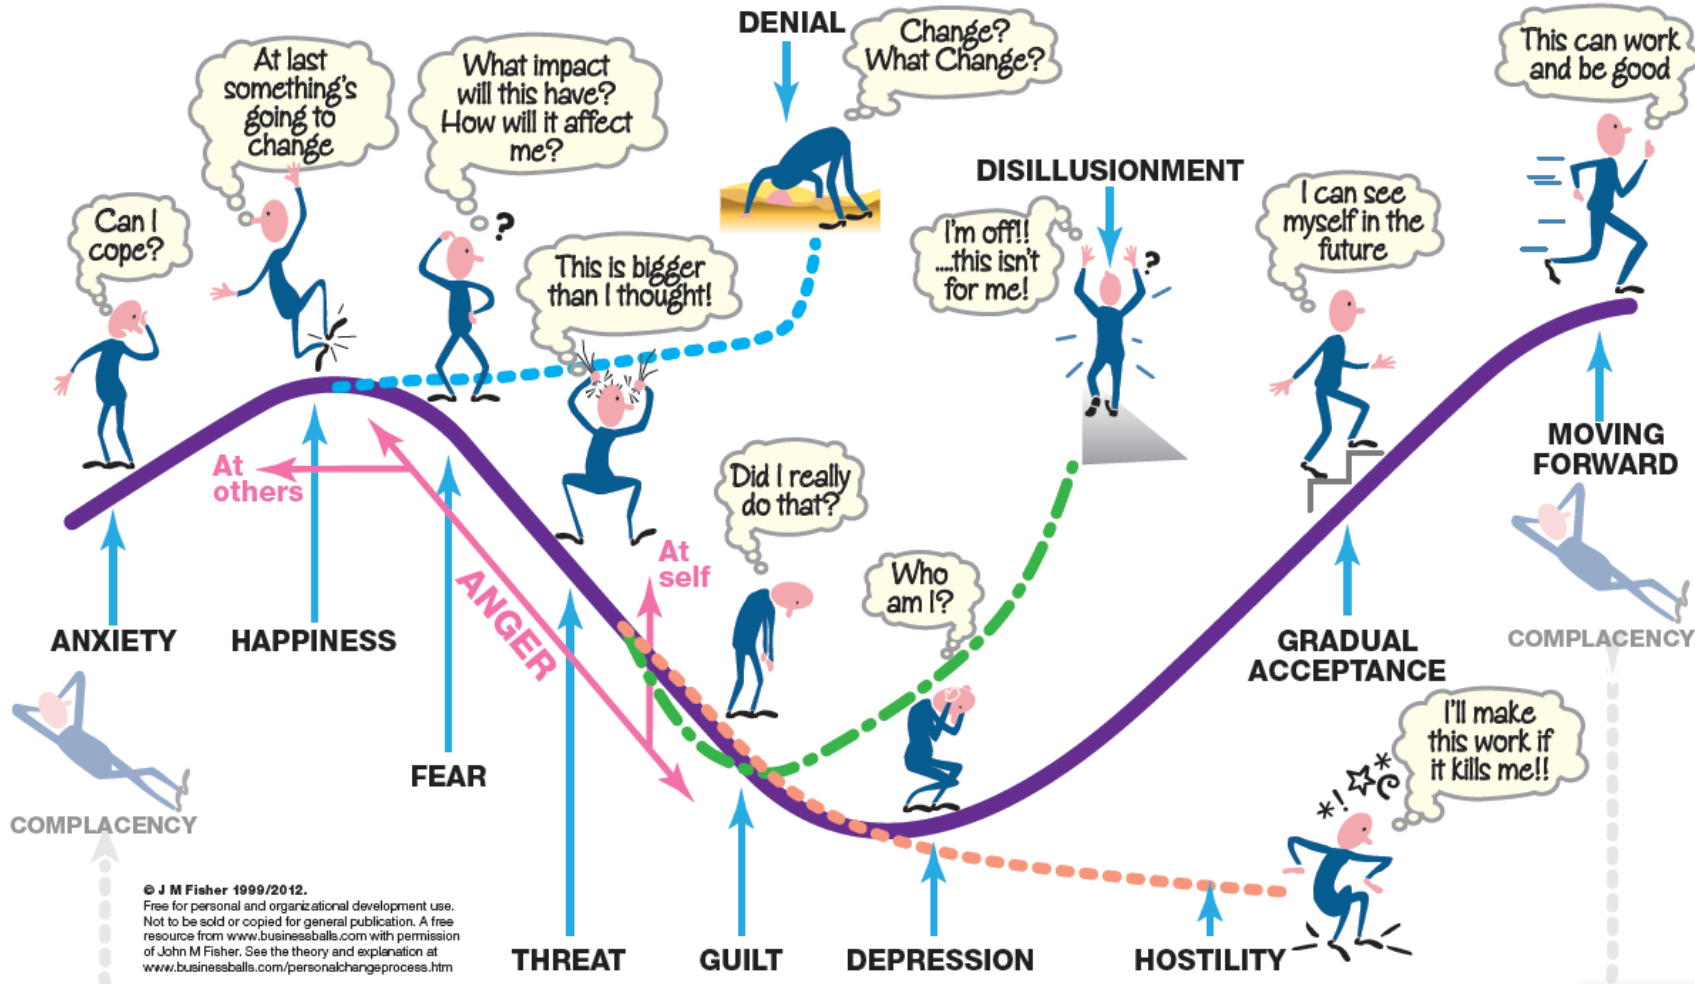 DENIAL
Change?
What Change?
This can work
and be good
At last
something's
going to
change
What impact
will this have?
How will it affect
me?
DISILLUSIONMENT
Can I
cope?
?
This is bigger
than I thought!
I'm off!!
....this isn't
for me!
?
I can see
myself in the
future
At
others
MOVING
FORWARD
Did I really
do that?
At
self
ANGER
Who
am I?
ANXIETY
HAPPINESS
GRADUAL
ACCEPTANCE
COMPLACENCY
I'll make
this work if
it kills me!!
*!☆*
FEAR
COMPLACENCY
© J M Fisher 1999/2012.
Free for personal and organizational development use.
Not to be sold or copied for general publication. A free
resource from www.businessballs.com with permission
of John M Fisher. See the theory and explanation at
www.businessballs.com/personalchangeprocess.htm
THREAT
GUILT
DEPRESSION
HOSTILITY